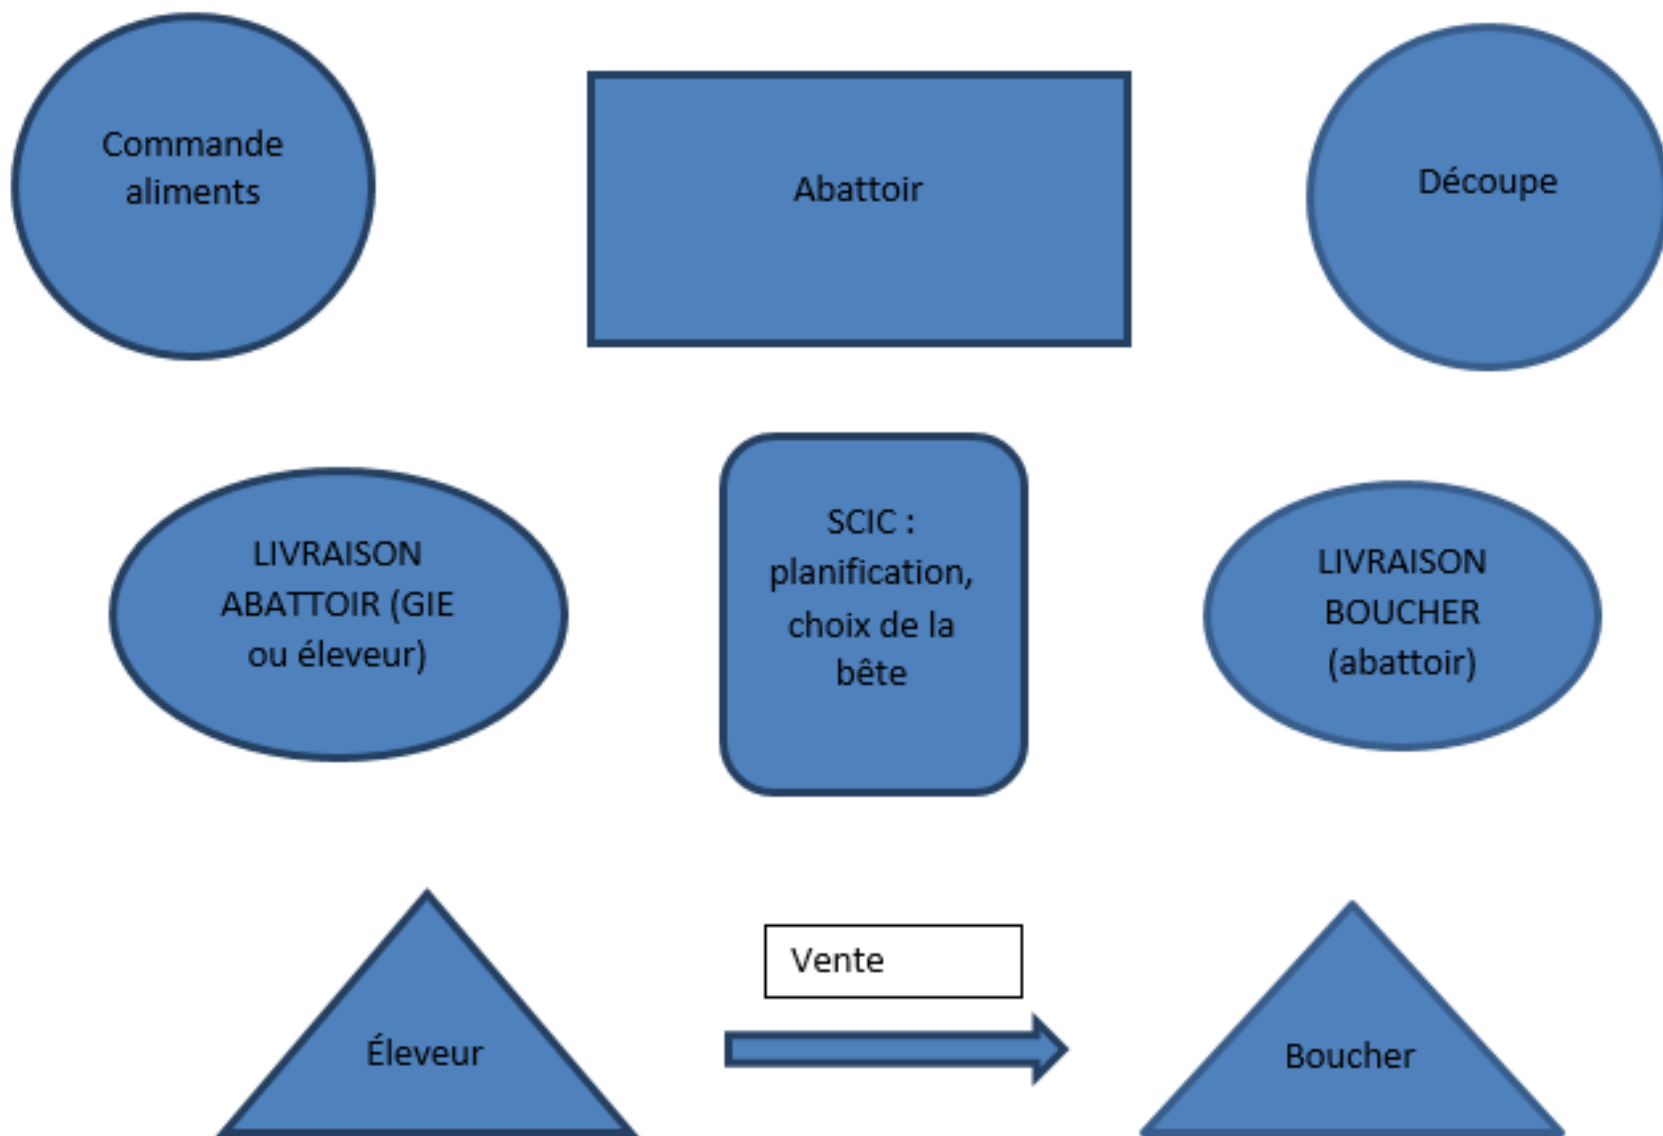 Commande
aliments
Abattoir
Découpe
LIVRAISON
ABATTOIR (GIE
ou éleveur)
SCIC :
planification,
choix de la
bête
LIVRAISON
BOUCHER
(abattoir)
Vente
Éleveur
Boucher